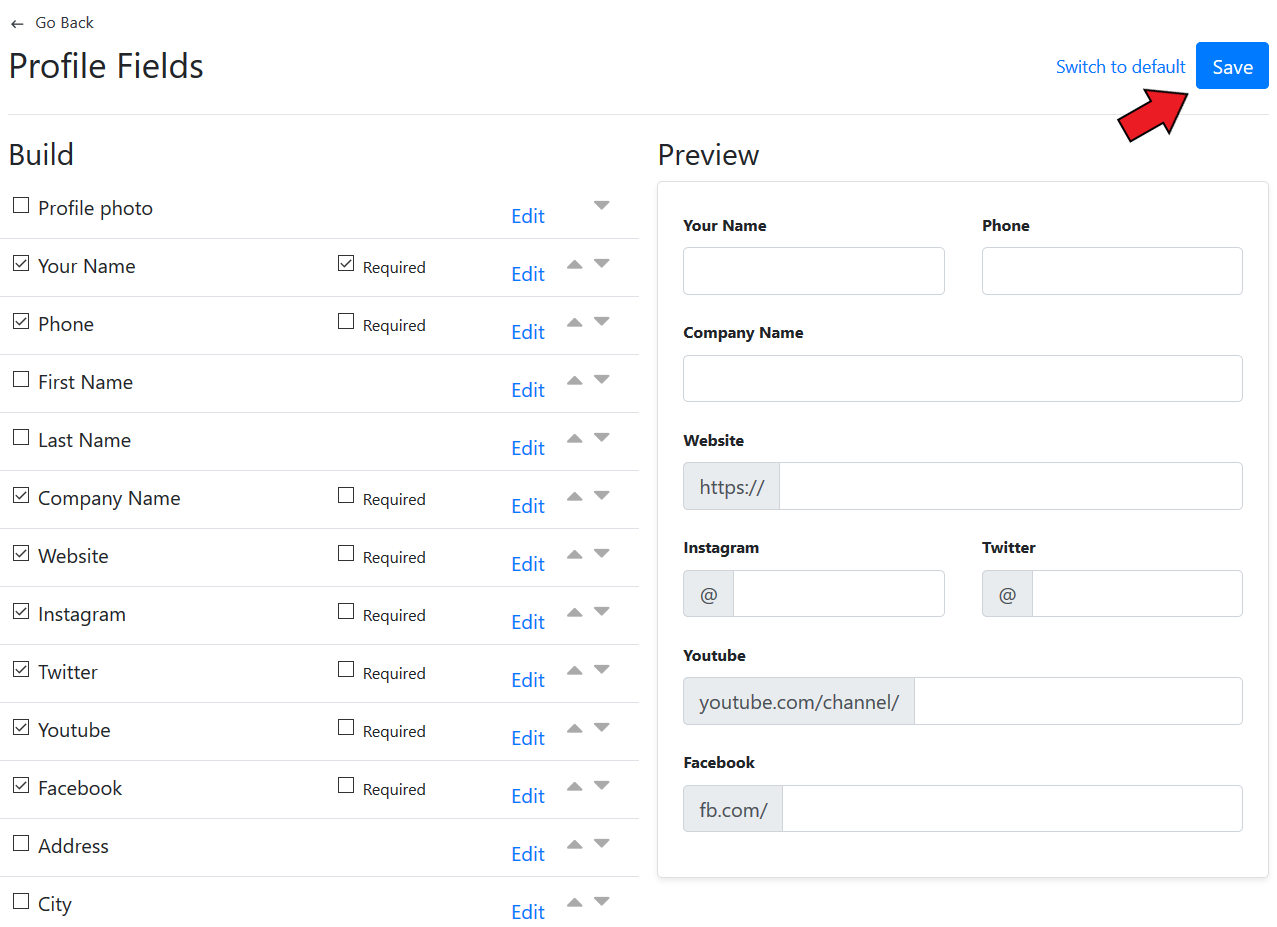 ← Go Back
Profile Fields
Switch to default Save
Build
Profile photo Edit
Your Name Required Edit
Phone Required Edit
First Name Edit
Last Name Edit
Company Name Required Edit
Website Required Edit
Instagram Required Edit
Twitter Required Edit
Youtube Required Edit
Facebook Required Edit
Address Edit
City Edit
Preview
Your Name Phone
Company Name
Website
https://
Instagram Twitter
@ @
Youtube
youtube.com/channel/
Facebook
fb.com/